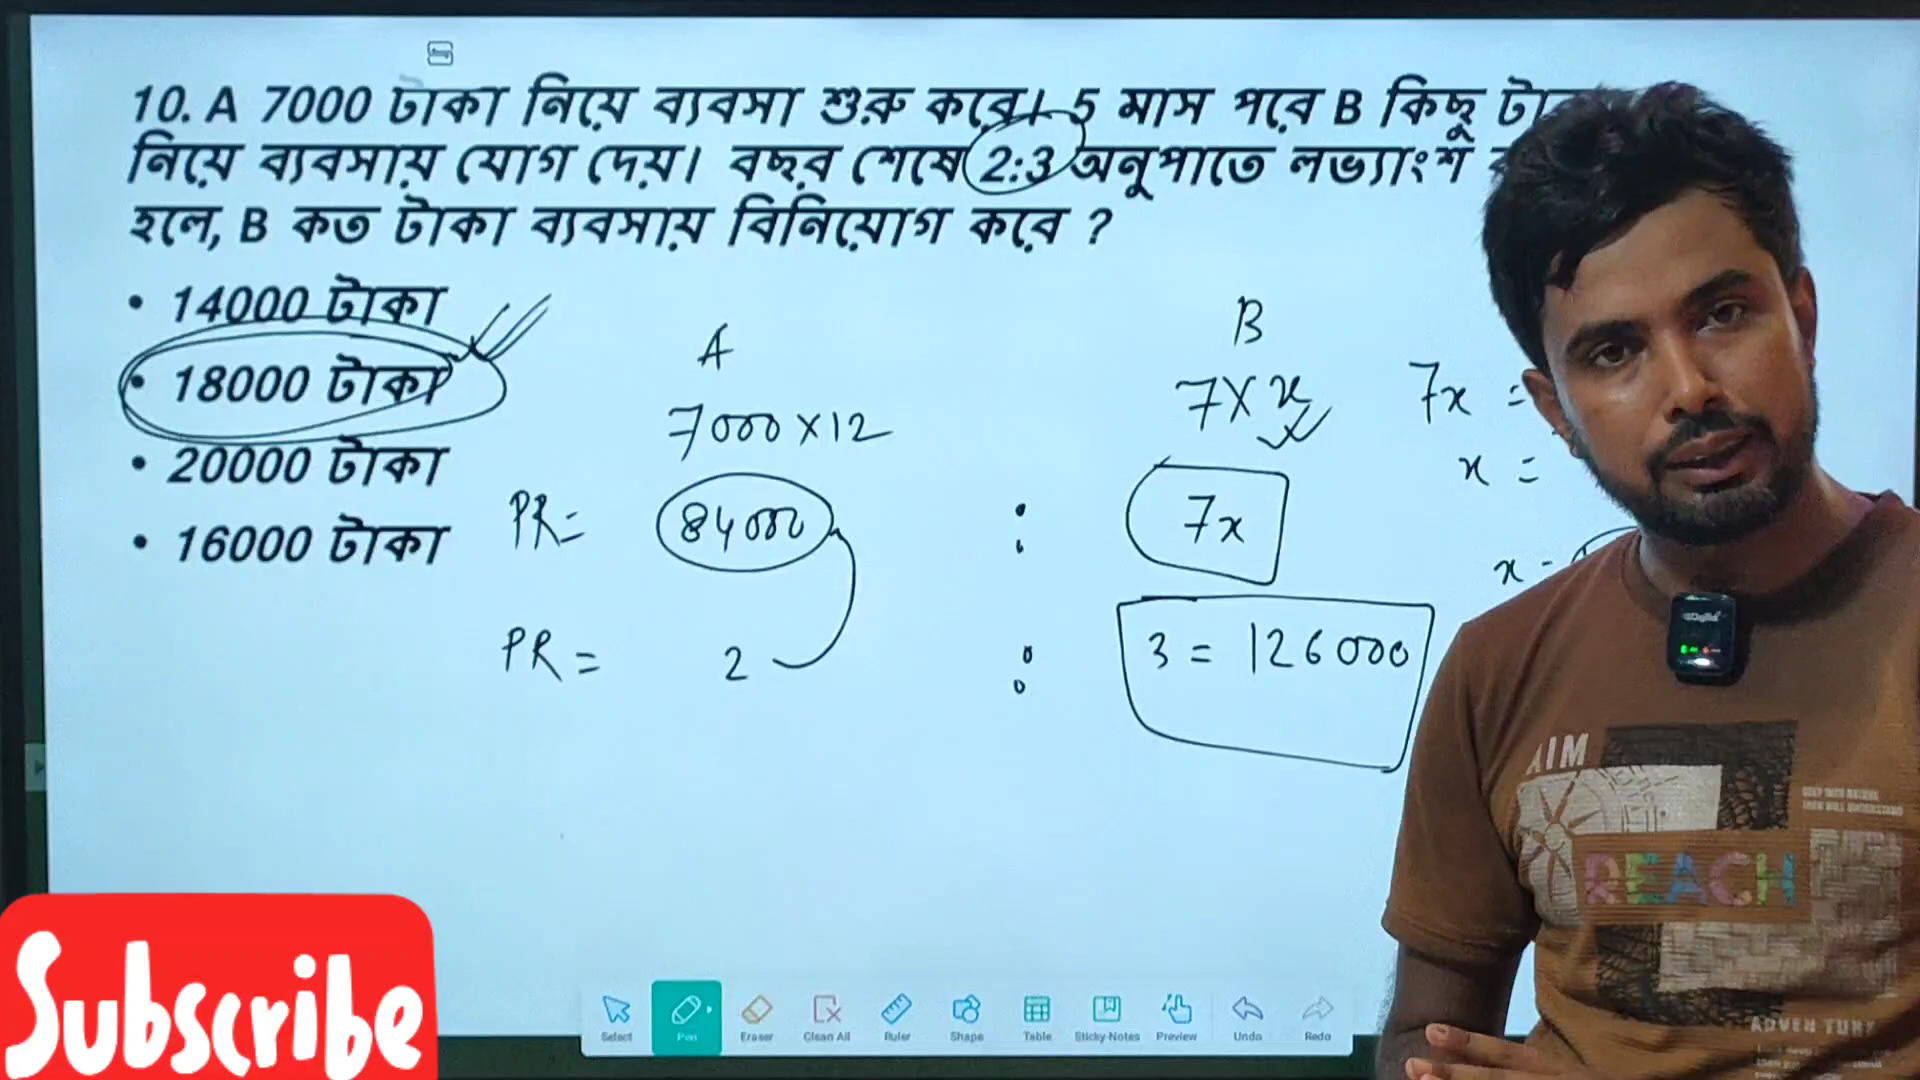 10. A 7000 টাকা নিয়ে ব্যবসা শুরু করে। 5 মাস পরে B কিছু
নিয়ে ব্যবসায় যোগ দেয়। বছর শেষে 2:3 অনুপাতে লভ্যাংশ
হলে, B কত টাকা ব্যবসায় বিনিয়োগ করে ?
• 14000 টাকা
• 18000 টাকা
• 20000 টাকা
• 16000 টাকা
A
B
7000 × 12
7 × x
7x =
x =
PR = 84000 : 7x
x =
PR = 2 : 3 = 126000
AIM
REACH
Subscribe
Select Pen Eraser Clean All Ruler Shape Table Sticky-Notes Preview Undo Redo